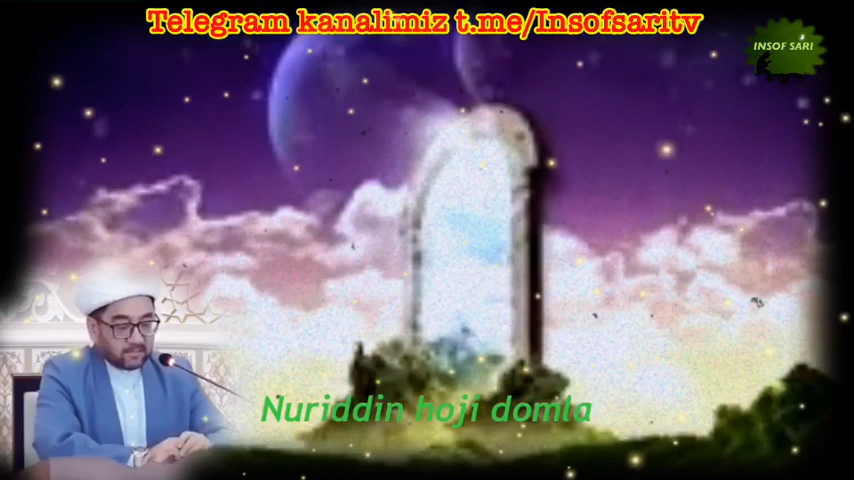 Telegram kanalimiz t.me/Insofsaritv
INSOF SARI
Nuriddin hoji domla